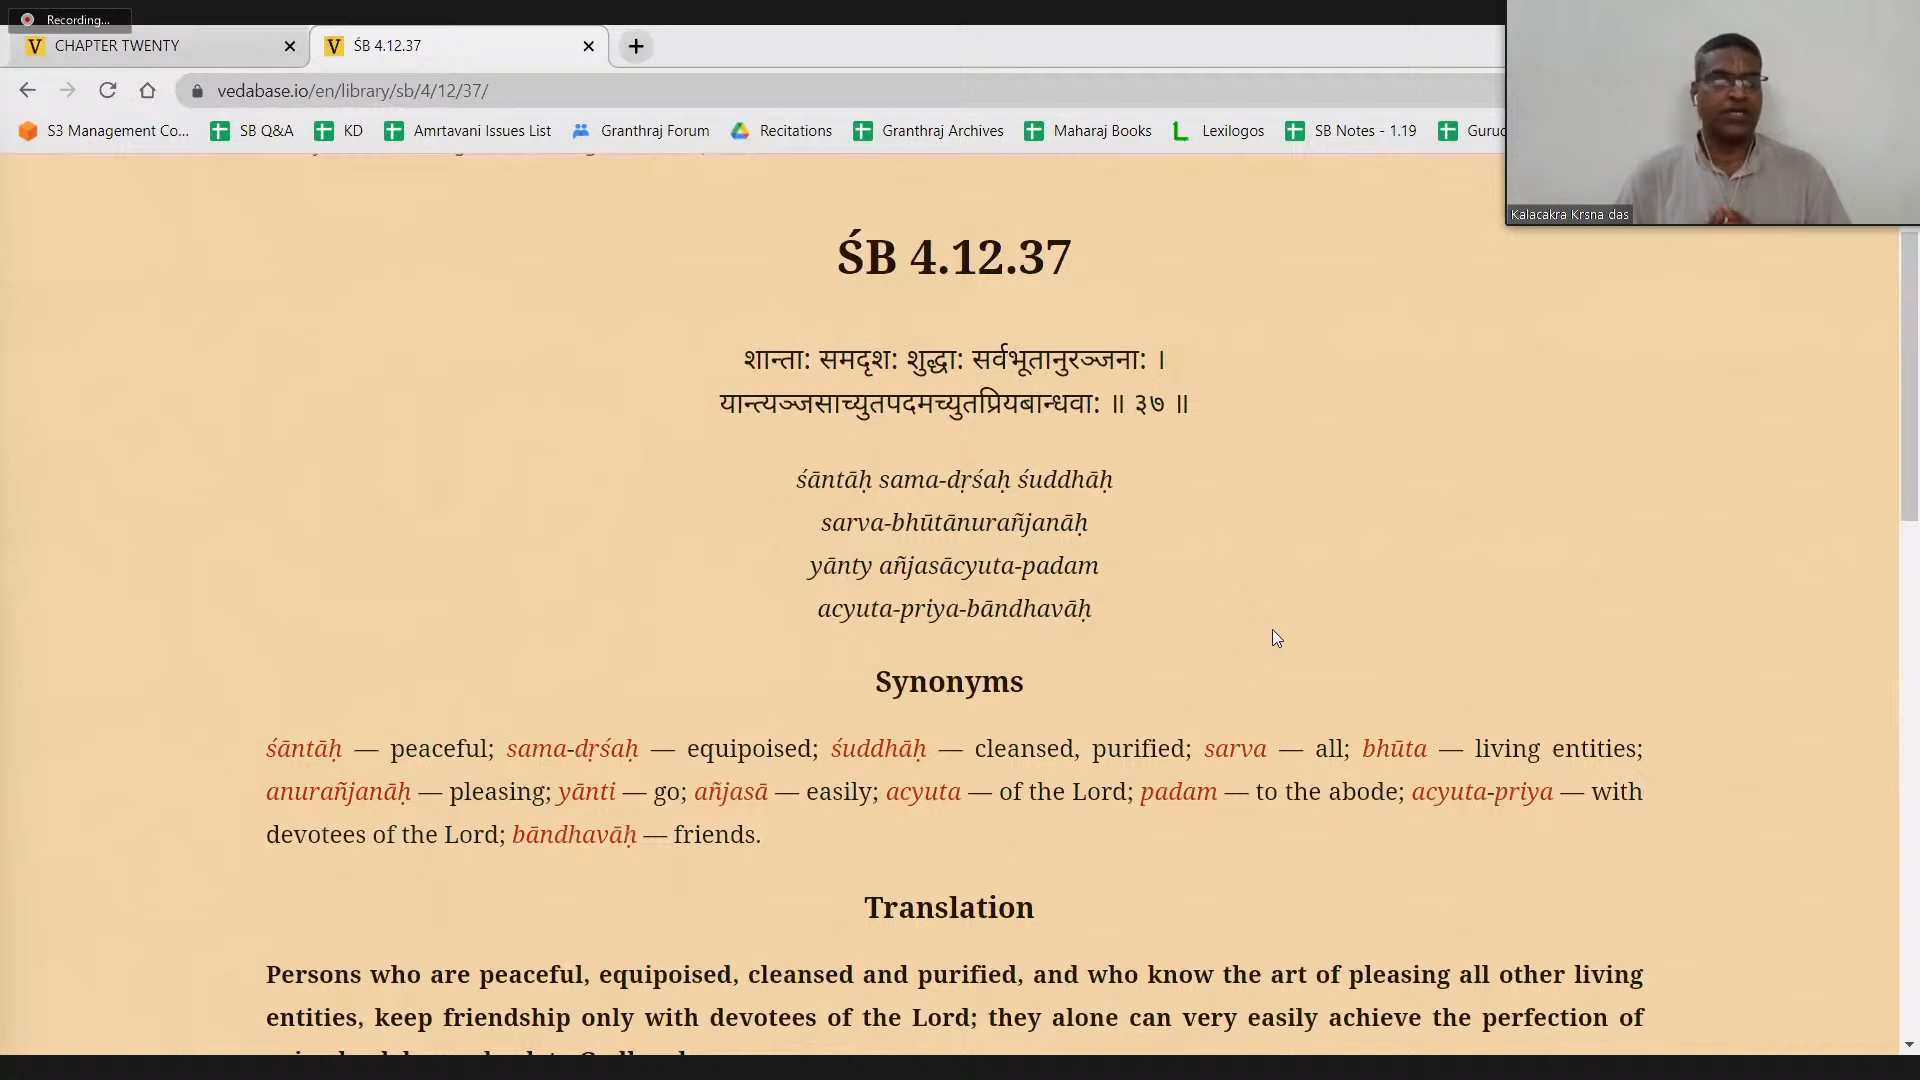 Recording...
CHAPTER TWENTY
ŚB 4.12.37
vedabase.io/en/library/sb/4/12/37/
S3 Management Co... SB Q&A KD Amrtavani Issues List Granthraj Forum Recitations Granthraj Archives Maharaj Books Lexilogos SB Notes - 1.19
Kalacakra Krsna das
ŚB 4.12.37
शान्ता: समद‍ृश: शुद्धा: सर्वभूतानुरञ्जना: ।
यान्त्यञ्जसाच्युतपदमच्युतप्रियबान्धवा: ॥ ३७ ॥
śāntāḥ sama-dṛśaḥ śuddhāḥ
sarva-bhūtānurañjanāḥ
yānty añjasācyuta-padam
acyuta-priya-bāndhavāḥ
Synonyms
śāntāḥ — peaceful; sama-dṛśaḥ — equipoised; śuddhāḥ — cleansed, purified; sarva — all; bhūta — living entities;
anurañjanāḥ — pleasing; yānti — go; añjasā — easily; acyuta — of the Lord; padam — to the abode; acyuta-priya — with
devotees of the Lord; bāndhavāḥ — friends.
Translation
Persons who are peaceful, equipoised, cleansed and purified, and who know the art of pleasing all other living
entities, keep friendship only with devotees of the Lord; they alone can very easily achieve the perfection of